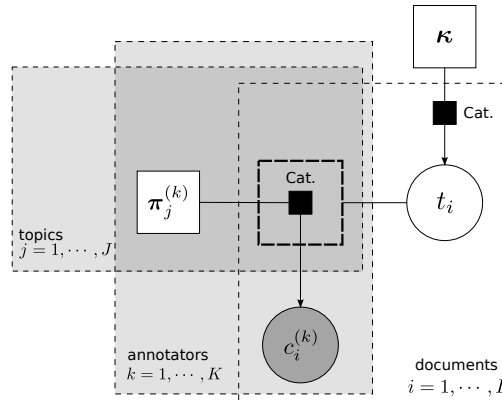 κ
Cat.
Cat.
π_j^{(k)}
t_i
topics
j = 1, ··· , J
c_i^{(k)}
annotators
k = 1, ··· , K
documents
i = 1, ··· , I